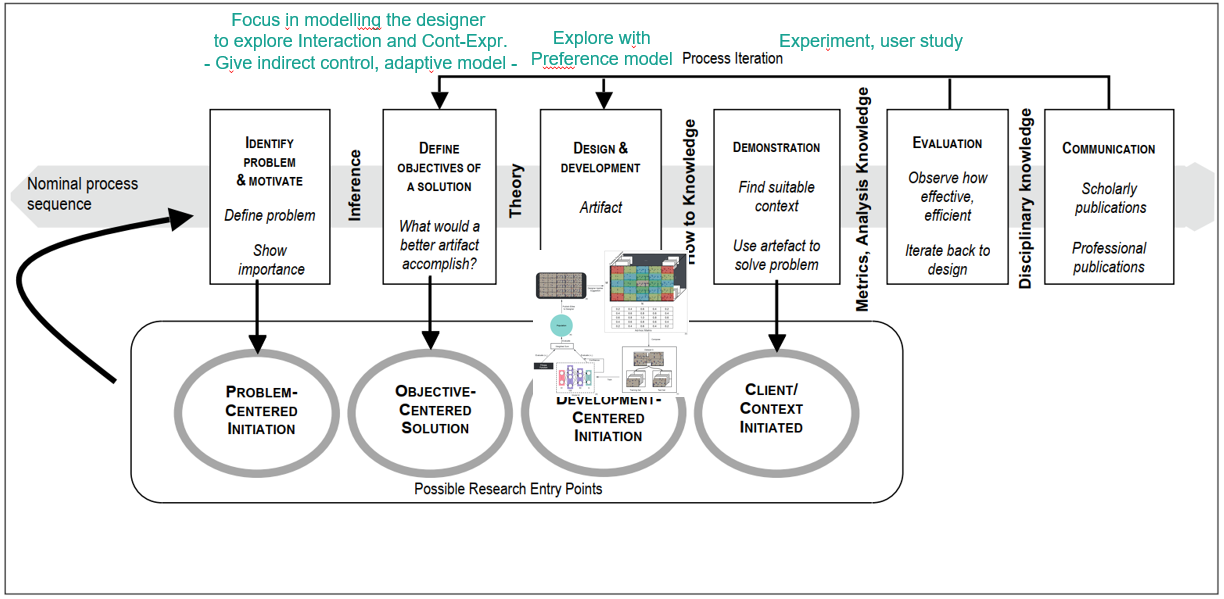 Focus in modelling the designer
to explore Interaction and Cont-Expr.
- Give indirect control, adaptive model -
Explore with
Preference model
Experiment, user study
Process Iteration
Nominal process
sequence
IDENTIFY
PROBLEM
& MOTIVATE
Define problem
Show
importance
Inference
DEFINE
OBJECTIVES OF
A SOLUTION
What would a
better artifact
accomplish?
Theory
DESIGN &
DEVELOPMENT
Artifact
How to Knowledge
DEMONSTRATION
Find suitable
context
Use artefact to
solve problem
Metrics, Analysis Knowledge
EVALUATION
Observe how
effective,
efficient
Iterate back to
design
Disciplinary knowledge
COMMUNICATION
Scholarly
publications
Professional
publications
PROBLEM-
CENTERED
INITIATION
OBJECTIVE-
CENTERED
SOLUTION
DEVELOPMENT-
CENTERED
INITIATION
CLIENT/
CONTEXT
INITIATED
Possible Research Entry Points